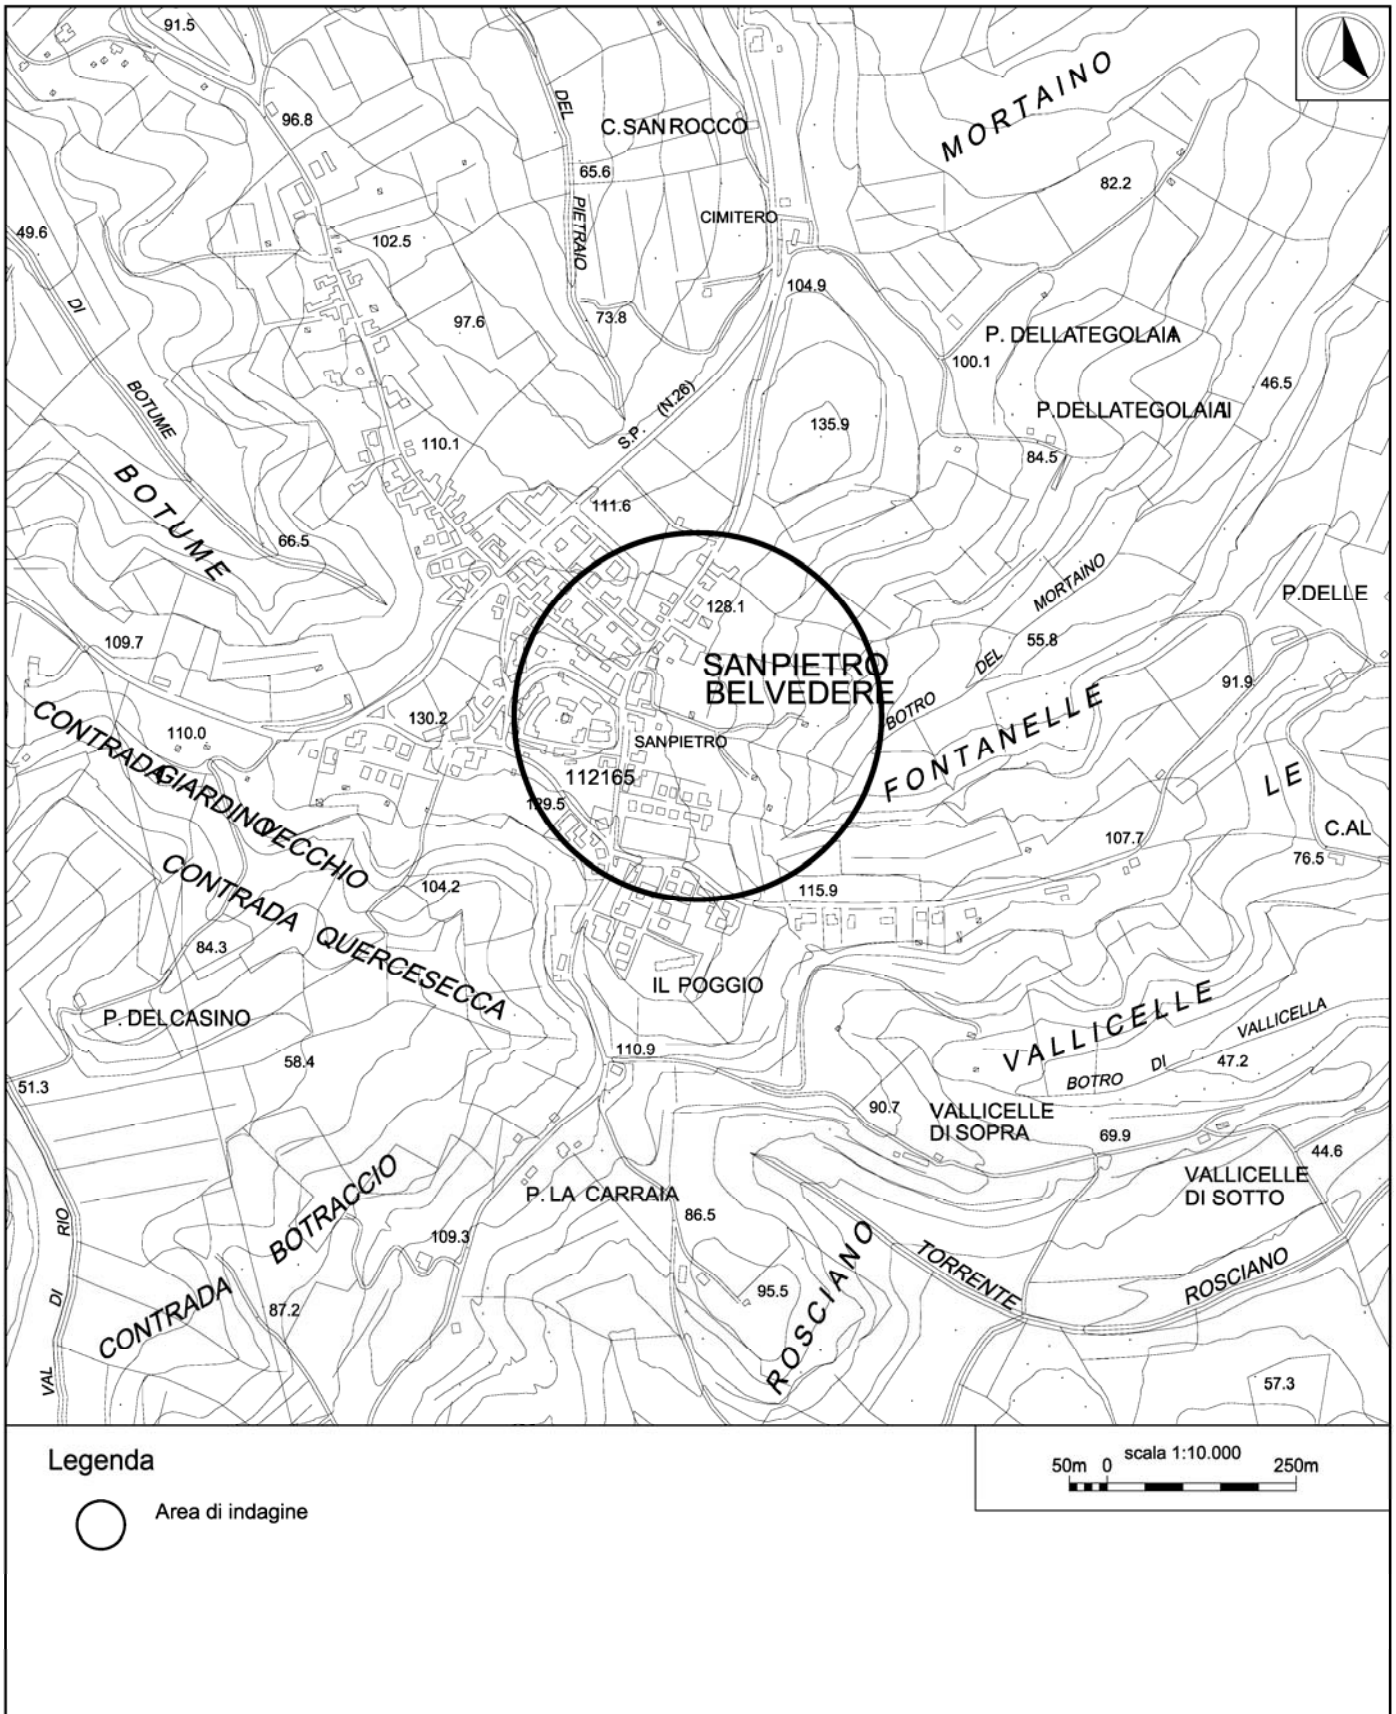 91.5
96.8
DEL
C.SAN ROCCO
MORTAINO
65.6
82.2
CIMITERO
PIETRAIO
49.6
102.5
DI
104.9
97.6
73.8
P. DELLATEGOLAIA I
100.1
46.5
BOTUME
S.P. (N.26)
P.DELLATEGOLAIA II
135.9
110.1
84.5
BOTUME
111.6
66.5
MORTAINO
P.DELLE
128.1
109.7
55.8
DEL
SANPIETRO
BELVEDERE
91.9
BOTRO
FONTANELLE
130.2
CONTRADA GIARDINO VECCHIO
110.0
SANPIETRO
112165
LE
129.5
C.AL
107.7
76.5
CONTRADA QUERCESECCA
104.2
115.9
84.3
IL POGGIO
VALLICELLE
P. DELCASINO
BOTRO DI VALLICELLA
110.9
58.4
47.2
51.3
90.7
VALLICELLE
DI SOPRA
69.9
44.6
VALLICELLE
DI SOTTO
P. LA CARRAIA
86.5
CONTRADA BOTRACCIO
109.3
VAL DI RIO
ROSCIANO
TORRENTE ROSCIANO
95.5
87.2
57.3
Legenda
Area di indagine
scala 1:10.000
50m 0 250m